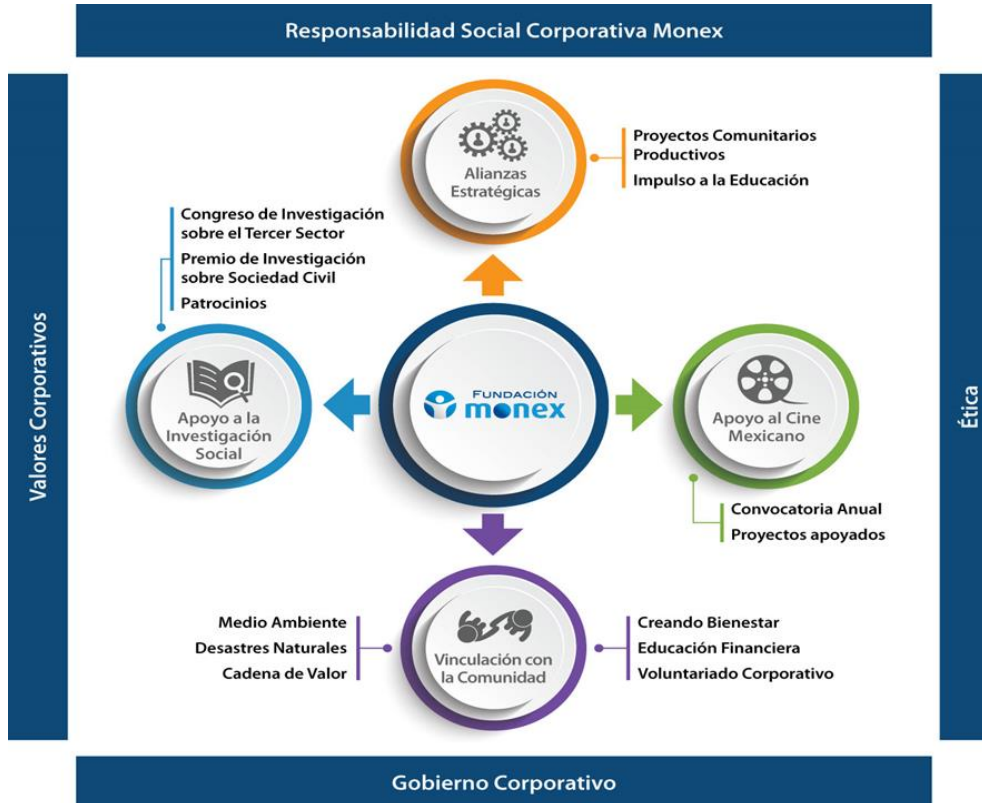 Responsabilidad Social Corporativa Monex
Valores Corporativos
Ética
Alianzas
Estratégicas
Proyectos Comunitarios
Productivos
Impulso a la Educación
Congreso de Investigación
sobre el Tercer Sector
Premio de Investigación
sobre Sociedad Civil
Patrocinios
Apoyo a la
Investigación
Social
FUNDACIÓN
monex
Apoyo al Cine
Mexicano
Convocatoria Anual
Proyectos apoyados
Medio Ambiente
Desastres Naturales
Cadena de Valor
Vinculación con
la Comunidad
Creando Bienestar
Educación Financiera
Voluntariado Corporativo
Gobierno Corporativo